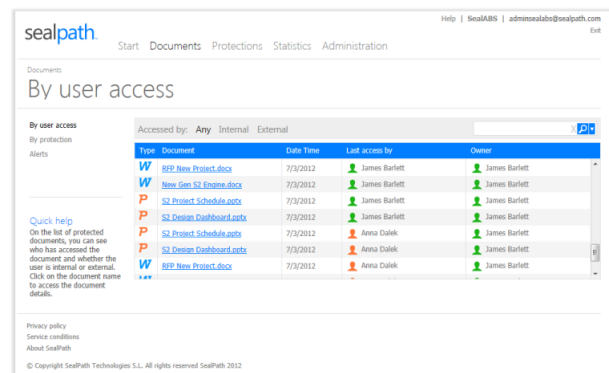 Help | SealABS | adminsealabs@sealpath.com
Exit
sealpath
Start Documents Protections Statistics Administration
Documents
By user access
By user access
By protection
Alerts
Accessed by: Any Internal External
Type Document Date Time Last access by Owner
W RFP New Project.docx 7/3/2012 James Barlett James Barlett
W New Gen S2 Engine.docx 7/3/2012 James Barlett James Barlett
P S2 Project Schedule.pptx 7/3/2012 James Barlett James Barlett
P S2 Design Dashboard.pptx 7/3/2012 James Barlett James Barlett
P S2 Project Schedule.pptx 7/3/2012 Anna Dalek James Barlett
P S2 Design Dashboard.pptx 7/3/2012 Anna Dalek James Barlett
W RFP New Project.docx 7/3/2012 Anna Dalek James Barlett
Quick help
On the list of protected
documents, you can see
who has accessed the
document and whether the
user is internal or external.
Click on the document name
to access the document
details.
Privacy policy
Service conditions
About SealPath
© Copyright SealPath Technologies S.L. All rights reserved SealPath 2012